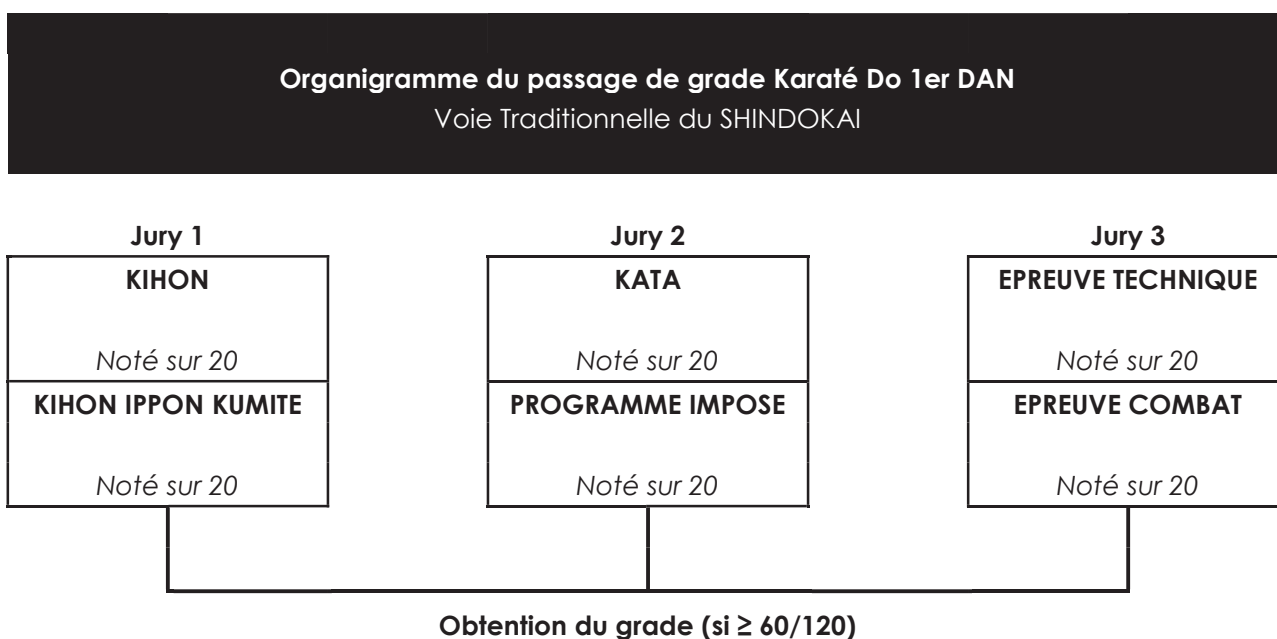 Organigramme du passage de grade Karaté Do 1er DAN
Voie Traditionnelle du SHINDOKAI
Jury 1
KIHON
Noté sur 20
KIHON IPPON KUMITE
Noté sur 20
Jury 2
KATA
Noté sur 20
PROGRAMME IMPOSE
Noté sur 20
Jury 3
EPREUVE TECHNIQUE
Noté sur 20
EPREUVE COMBAT
Noté sur 20
Obtention du grade (si ≥ 60/120)